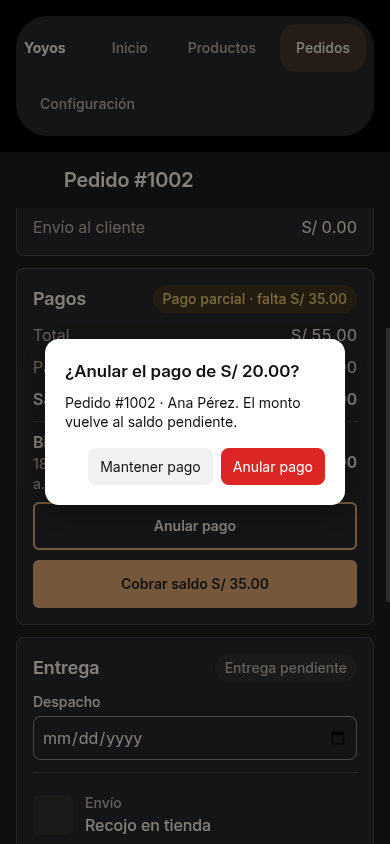 Yoyos
Inicio
Productos
Pedidos
Configuración
Pedido #1002
Envío al cliente
S/ 0.00
Pagos
Pago parcial · falta S/ 35.00
Total
S/ 55.00
¿Anular el pago de S/ 20.00?
Pedido #1002 · Ana Pérez. El monto
vuelve al saldo pendiente.
Mantener pago
Anular pago
Anular pago
Cobrar saldo S/ 35.00
Entrega
Entrega pendiente
Despacho
mm/dd/yyyy
Envío
Recojo en tienda